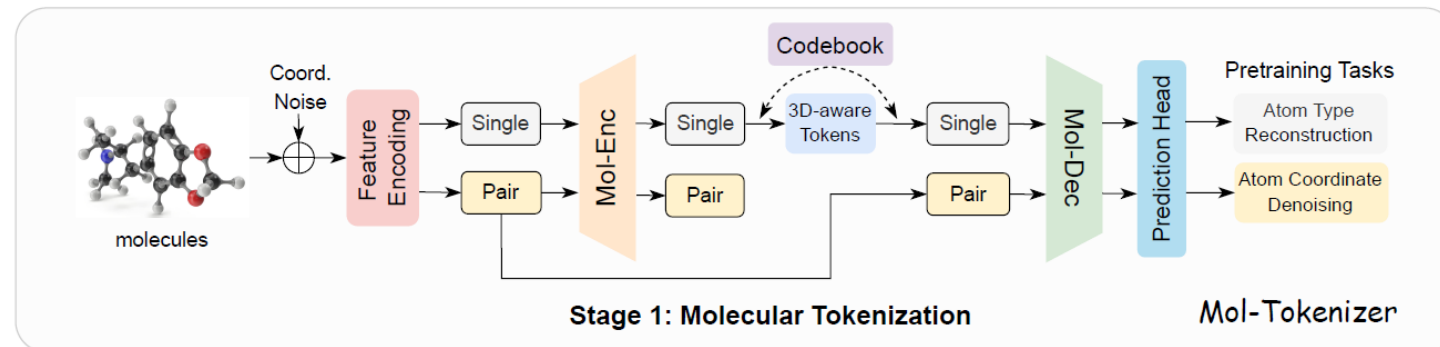 Coord.
Noise
molecules
Feature
Encoding
Single
Pair
Mol-Enc
Single
Pair
Codebook
3D-aware
Tokens
Single
Pair
Mol-Dec
Prediction Head
Pretraining Tasks
Atom Type
Reconstruction
Atom Coordinate
Denoising
Stage 1: Molecular Tokenization
Mol-Tokenizer